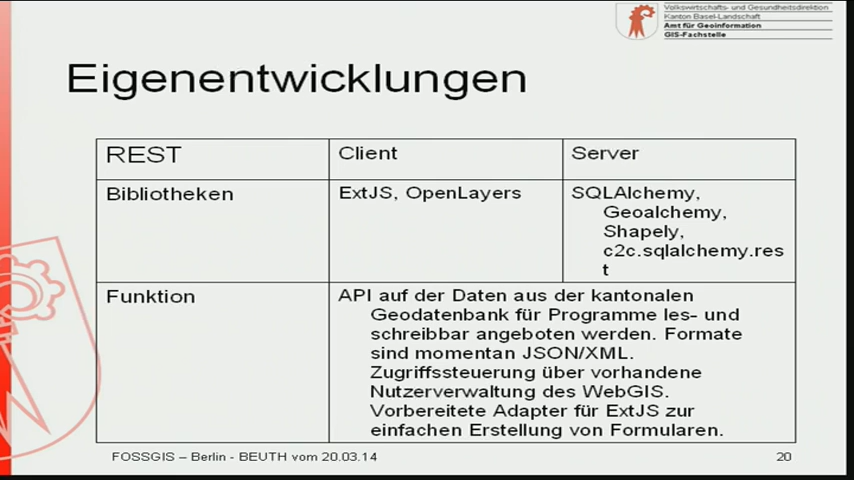 Volkswirtschafts- und Gesundheitsdirektion
Kanton Basel-Landschaft
Amt für Geoinformation
GIS-Fachstelle
Eigenentwicklungen
REST
Client
Server
Bibliotheken
ExtJS, OpenLayers
SQLAlchemy,
Geoalchemy,
Shapely,
c2c.sqlalchemy.res
t
Funktion
API auf der Daten aus der kantonalen
Geodatenbank für Programme les- und
schreibbar angeboten werden. Formate
sind momentan JSON/XML.
Zugriffssteuerung über vorhandene
Nutzerverwaltung des WebGIS.
Vorbereitete Adapter für ExtJS zur
einfachen Erstellung von Formularen.
FOSSGIS – Berlin - BEUTH vom 20.03.14
20